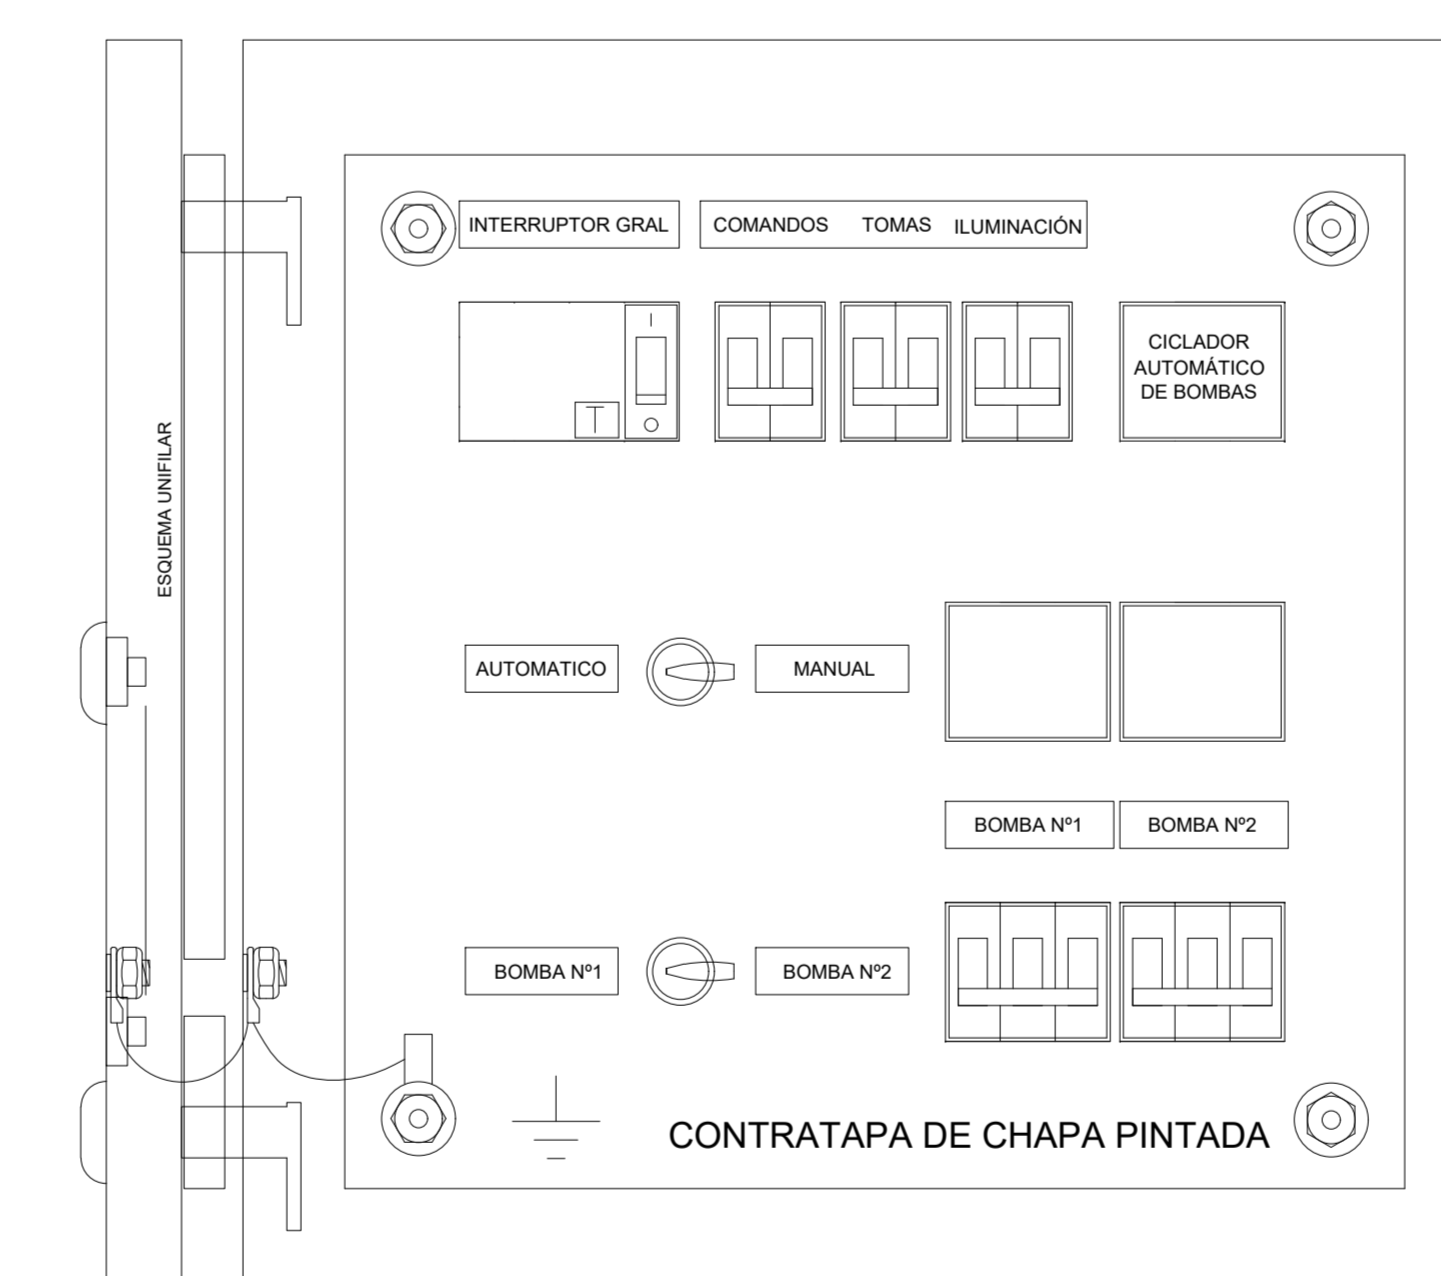 INTERRUPTOR GRAL
COMANDOS TOMAS ILUMINACIÓN
I
T
O
CICLADOR
AUTOMÁTICO
DE BOMBAS
ESQUEMA UNIFILAR
AUTOMATICO
MANUAL
BOMBA Nº1
BOMBA Nº2
BOMBA Nº1
BOMBA Nº2
CONTRATAPA DE CHAPA PINTADA